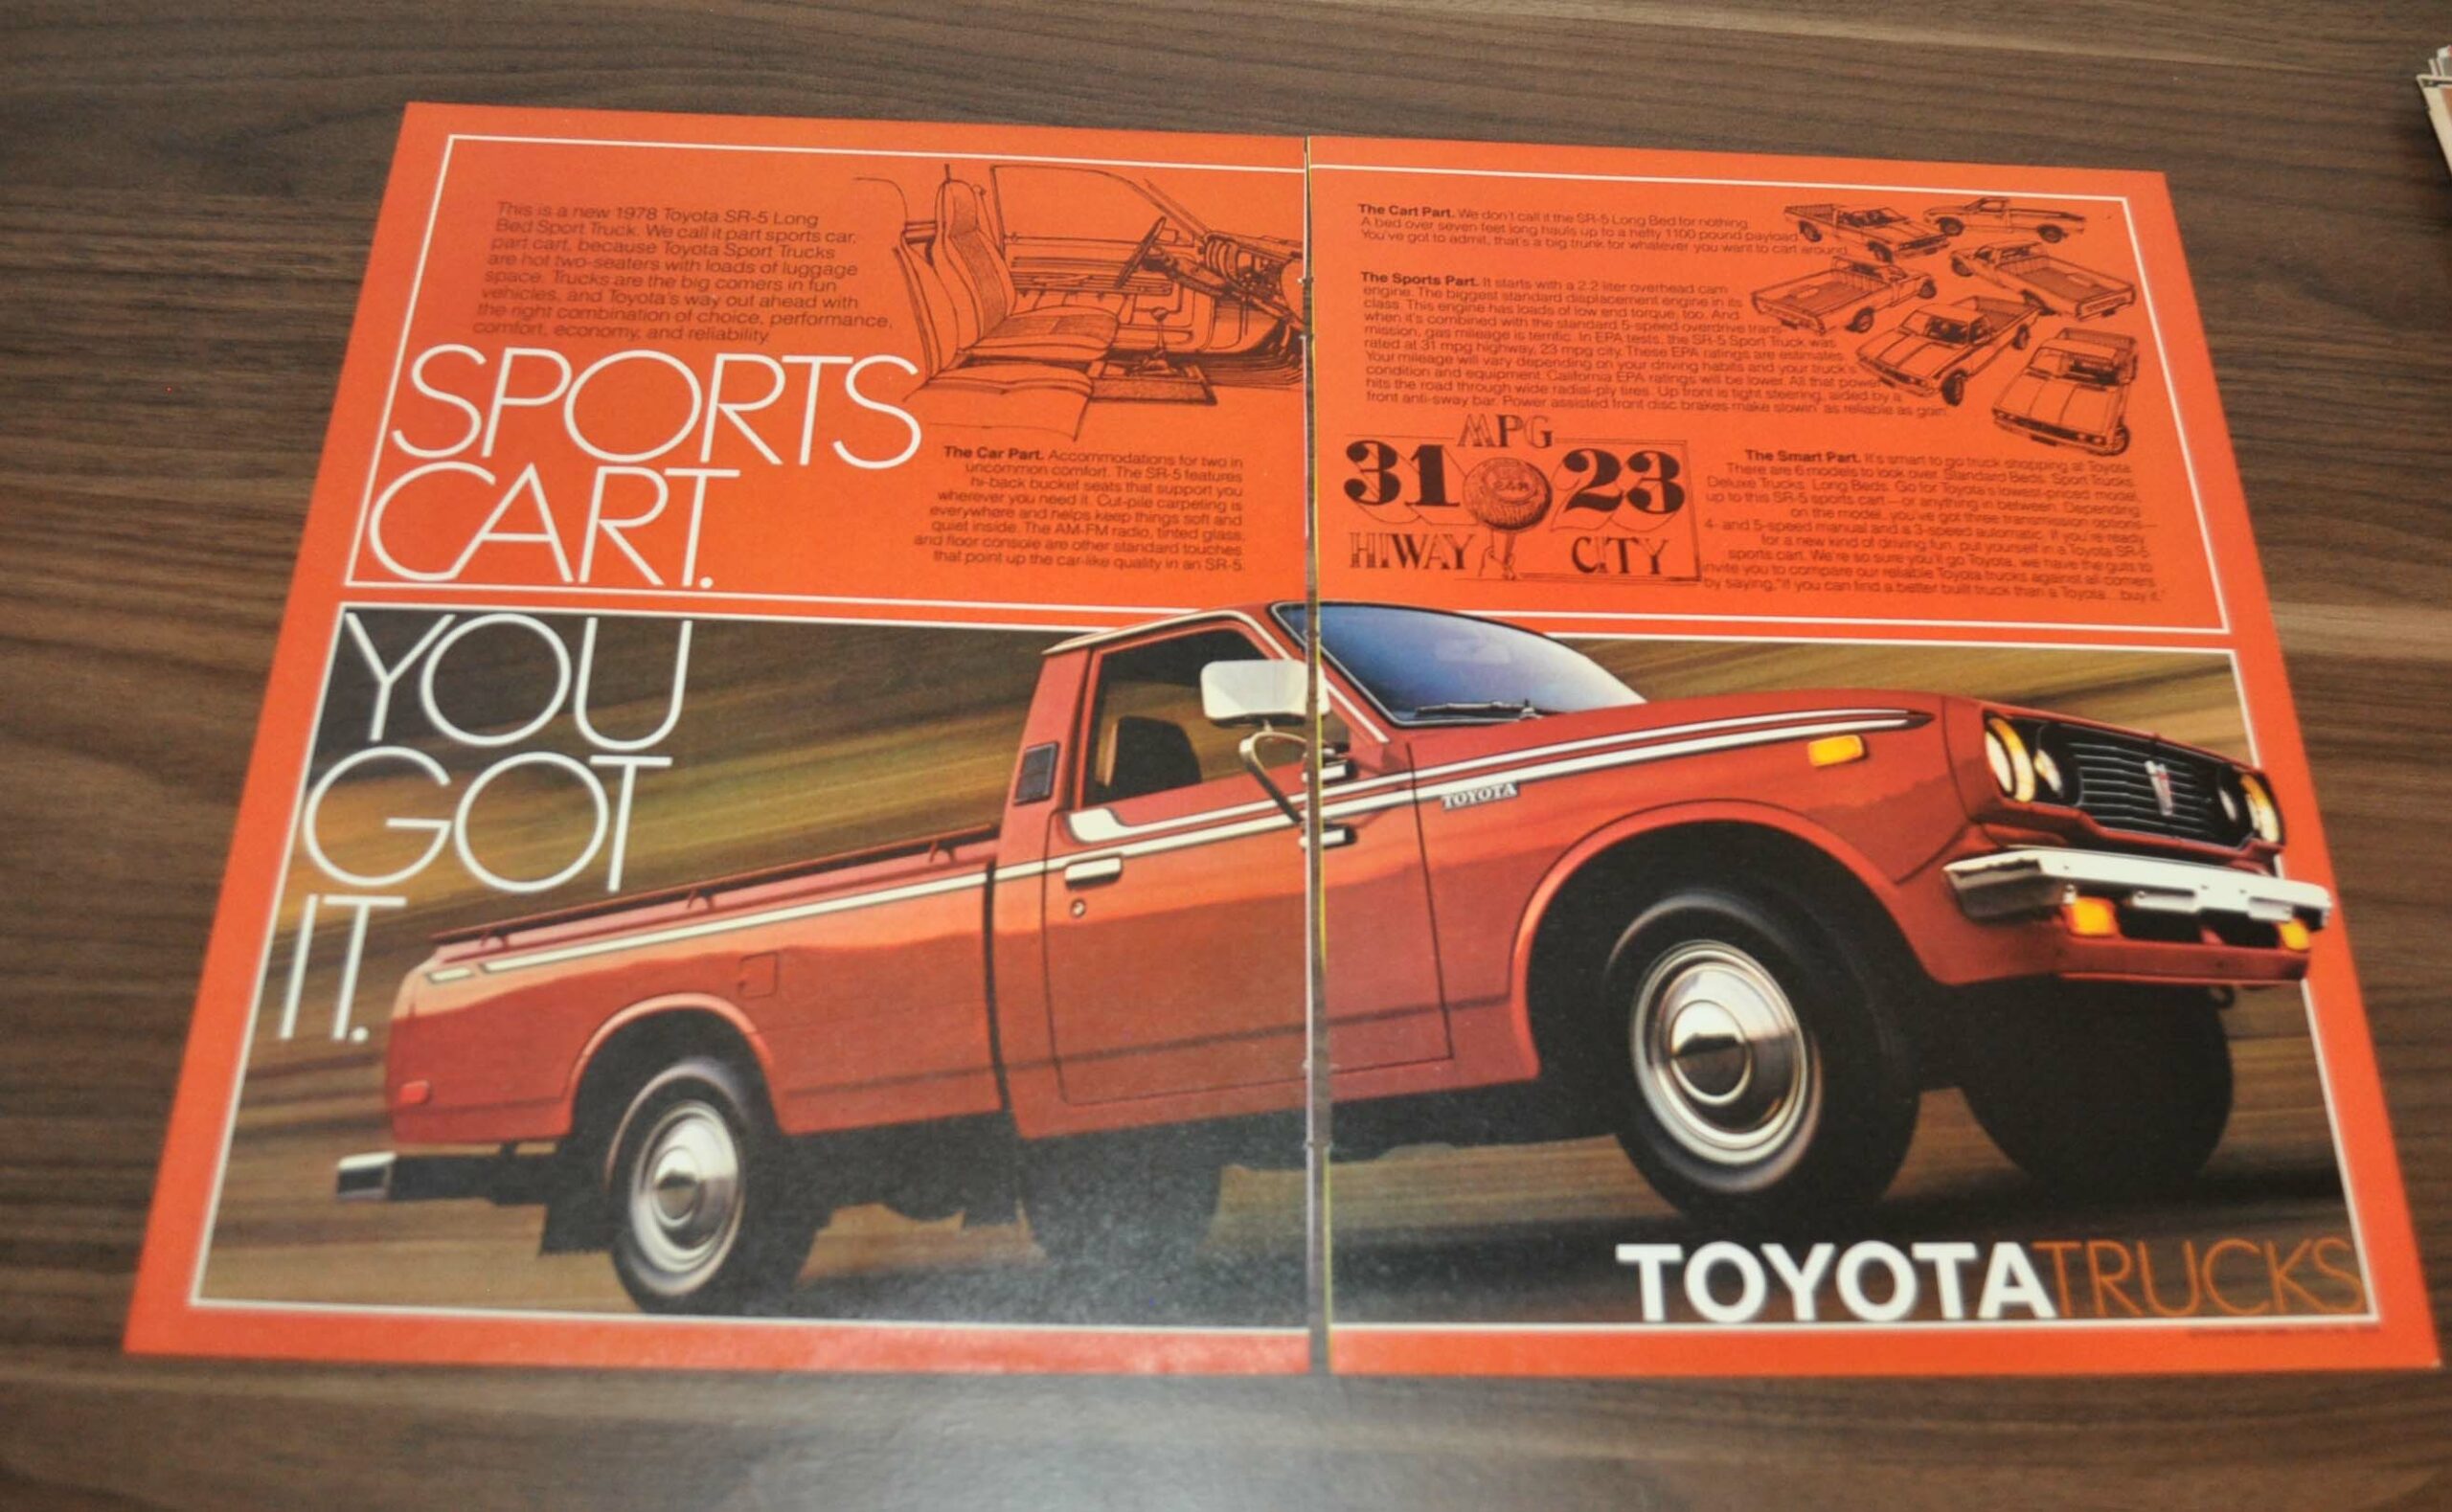 This is a new 1978 Toyota SR-5 Long
Bed Sport Truck. We call it part sports car,
part cart, because Toyota Sport Trucks
are hot two-seaters with loads of luggage
space. Trucks are the big comers in fun
vehicles, and Toyota's way out ahead with
the right combination of choice, performance,
comfort, economy, and reliability.
SPORTS
CART.
The Car Part. Accommodations for two in
uncommon comfort. The SR-5 features
hi-back bucket seats that support you
wherever you need it. Cut-pile carpeting is
everywhere and helps keep things soft and
quiet inside. The AM-FM radio, tinted glass,
and floor console are other standard touches
that point up the car-like quality in an SR-5.
The Cart Part. We don't call it the SR-5 Long Bed for nothing.
A bed over seven feet long hauls up to a hefty 1100 pound payload.
You've got to admit, that's a big trunk for whatever you want to cart around.
The Sports Part. It starts with a 2.2 liter overhead cam
engine. The biggest standard displacement engine in its
class. This engine has loads of low end torque, too. And
when it's combined with the standard 5-speed overdrive trans-
mission, gas mileage is terrific. In EPA tests, the SR-5 Sport Truck was
rated at 31 mpg highway, 23 mpg city. These EPA ratings are estimates.
Your mileage will vary depending on your driving habits and your truck's
condition and equipment. California EPA ratings will be lower. All that power
hits the road through wide radial-ply tires. Up front is tight steering, aided by a
front anti-sway bar. Power assisted front disc brakes make slowin' as reliable as goin'.
MPG
31 23
HIWAY CITY
The Smart Part. It's smart to go truck shopping at Toyota.
There are 6 models to look over. Standard Beds. Sport Trucks.
Deluxe Trucks. Long Beds. Go for Toyota's lowest-priced model,
up to this SR-5 sports cart—or anything in between. Depending
on the model, you've got three transmission options—
4- and 5-speed manual and a 3-speed automatic. If you're ready
for a new kind of driving fun, put yourself in a Toyota SR-5
sports cart. We're so sure you'll go Toyota, we have the guts to
invite you to compare our reliable Toyota trucks against all comers
by saying, "If you can find a better built truck than a Toyota...buy it."
YOU
GOT
IT.
TOYOTA
TOYOTA TRUCKS